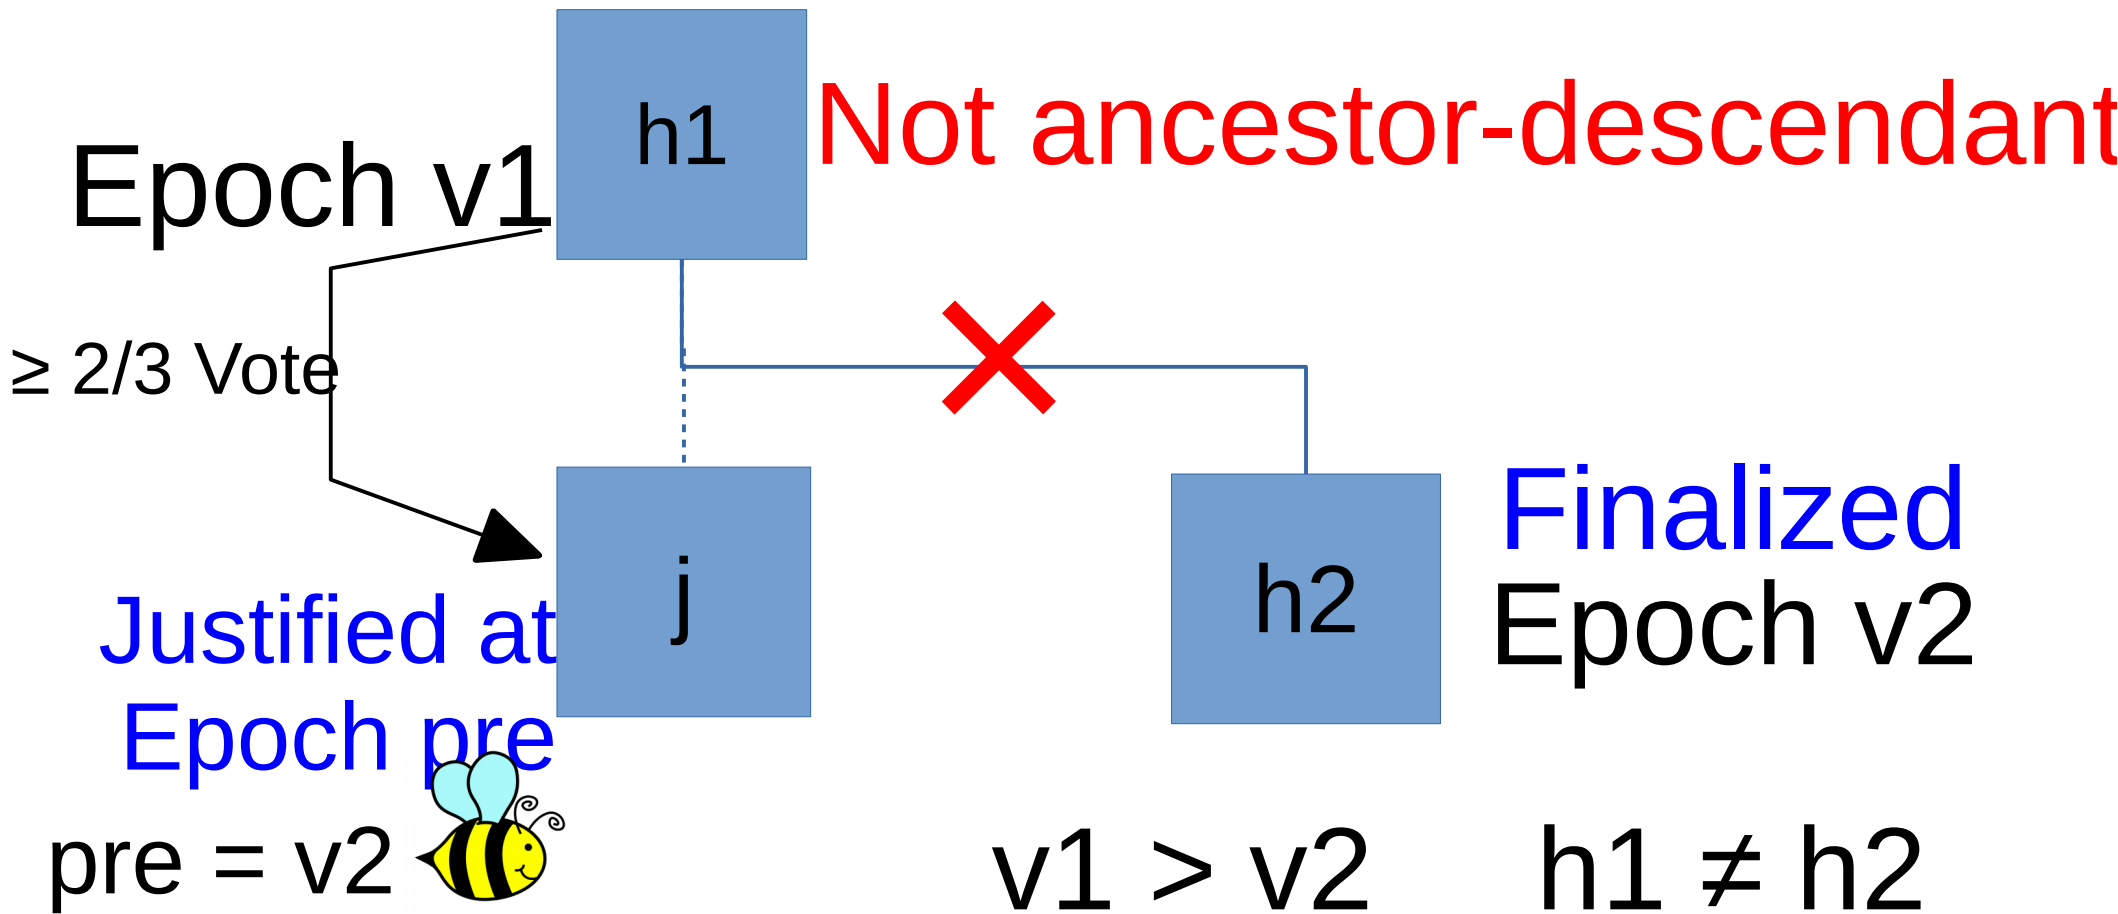 h1
Not ancestor-descendant
Epoch v1
≥ 2/3 Vote
j
h2
Finalized
Epoch v2
Justified at
Epoch pre
pre = v2
v1 > v2
h1 ≠ h2